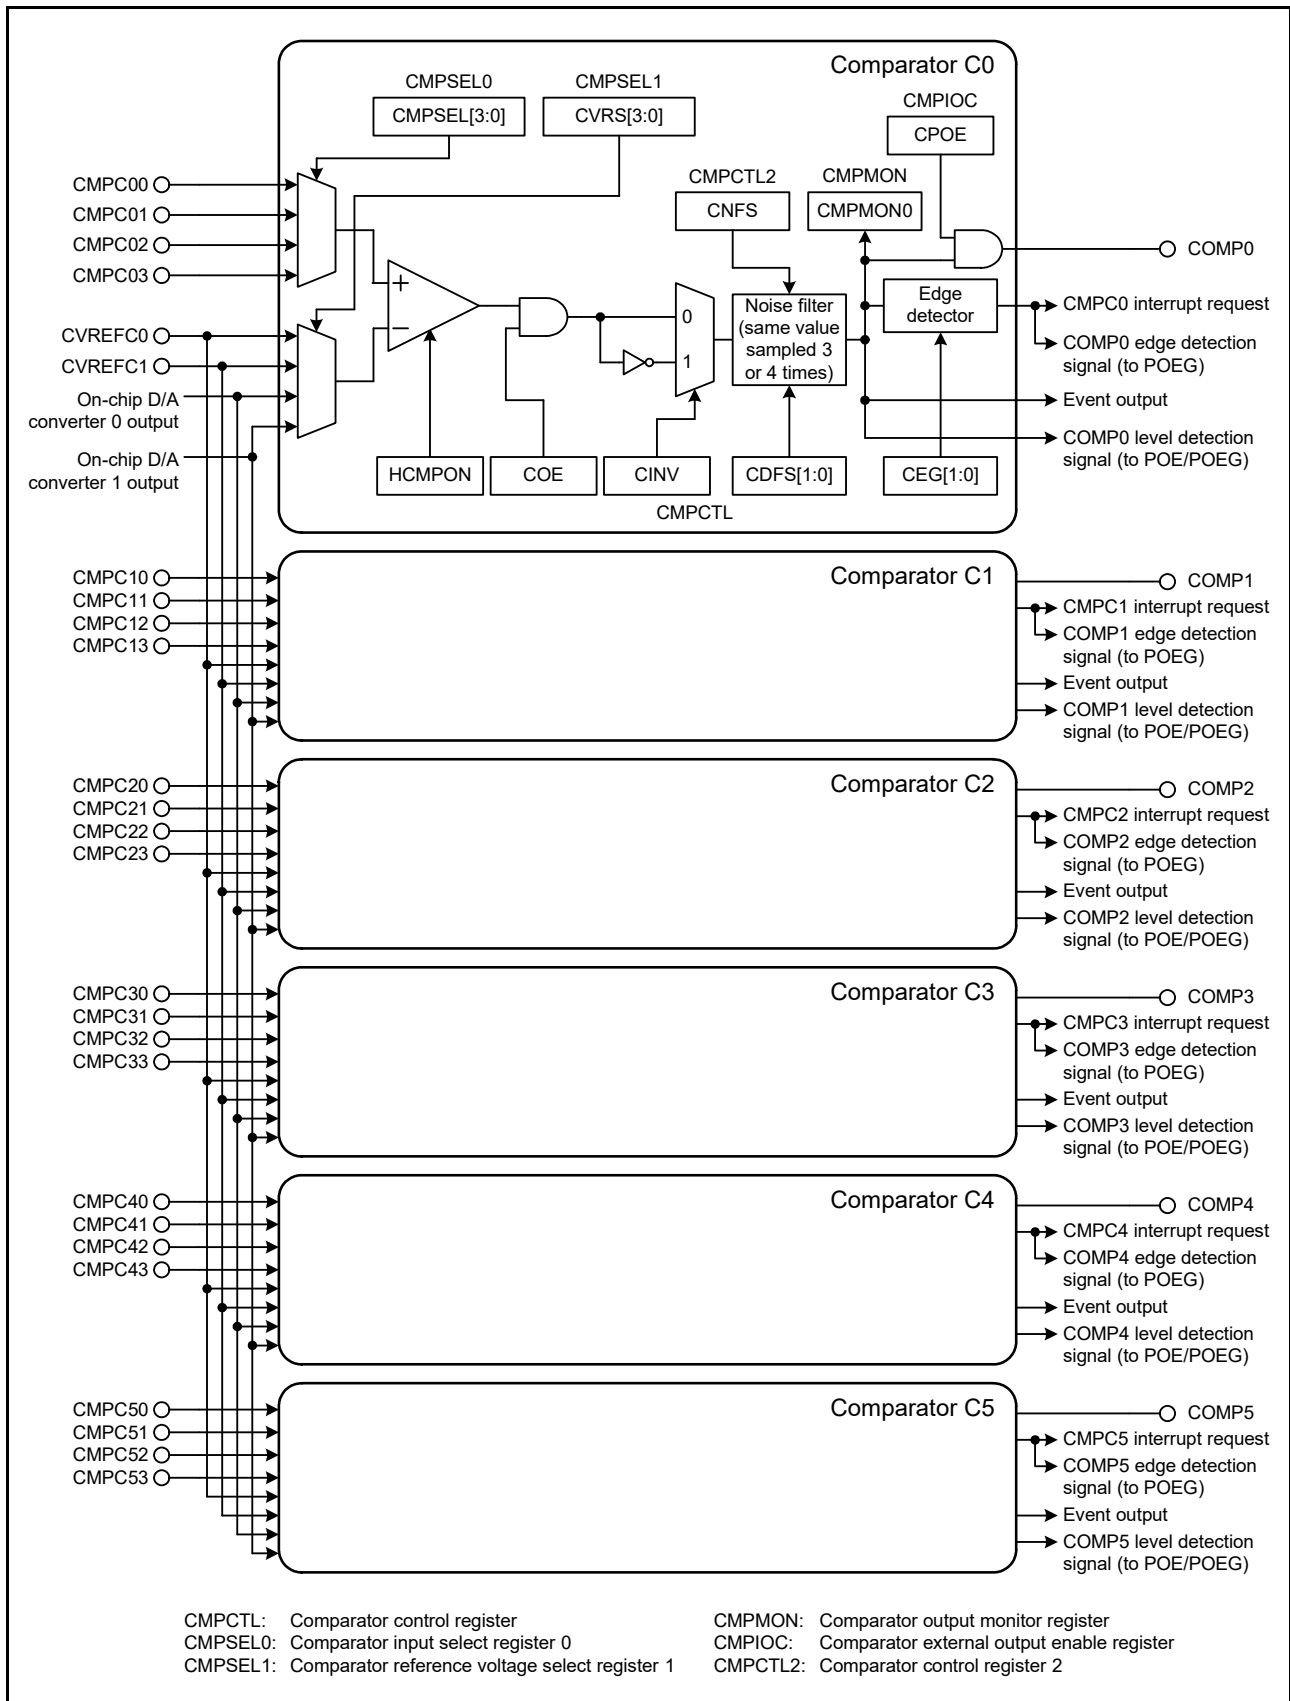 Comparator C0
CMPSEL0
CMPSEL[3:0]
CMPSEL1
CVRS[3:0]
CMPIOC
CPOE
CMPCTL2
CNFS
CMPMON
CMPMON0
CMPC00
CMPC01
CMPC02
CMPC03
CVREFC0
CVREFC1
On-chip D/A
converter 0 output
On-chip D/A
converter 1 output
+
−
0
1
Noise filter
(same value
sampled 3
or 4 times)
Edge
detector
HCMPON
COE
CINV
CDFS[1:0]
CEG[1:0]
CMPCTL
COMP0
CMPC0 interrupt request
COMP0 edge detection
signal (to POEG)
Event output
COMP0 level detection
signal (to POE/POEG)
Comparator C1
CMPC10
CMPC11
CMPC12
CMPC13
COMP1
CMPC1 interrupt request
COMP1 edge detection
signal (to POEG)
Event output
COMP1 level detection
signal (to POE/POEG)
Comparator C2
CMPC20
CMPC21
CMPC22
CMPC23
COMP2
CMPC2 interrupt request
COMP2 edge detection
signal (to POEG)
Event output
COMP2 level detection
signal (to POE/POEG)
Comparator C3
CMPC30
CMPC31
CMPC32
CMPC33
COMP3
CMPC3 interrupt request
COMP3 edge detection
signal (to POEG)
Event output
COMP3 level detection
signal (to POE/POEG)
Comparator C4
CMPC40
CMPC41
CMPC42
CMPC43
COMP4
CMPC4 interrupt request
COMP4 edge detection
signal (to POEG)
Event output
COMP4 level detection
signal (to POE/POEG)
Comparator C5
CMPC50
CMPC51
CMPC52
CMPC53
COMP5
CMPC5 interrupt request
COMP5 edge detection
signal (to POEG)
Event output
COMP5 level detection
signal (to POE/POEG)
CMPCTL: Comparator control register
CMPSEL0: Comparator input select register 0
CMPSEL1: Comparator reference voltage select register 1
CMPMON: Comparator output monitor register
CMPIOC: Comparator external output enable register
CMPCTL2: Comparator control register 2